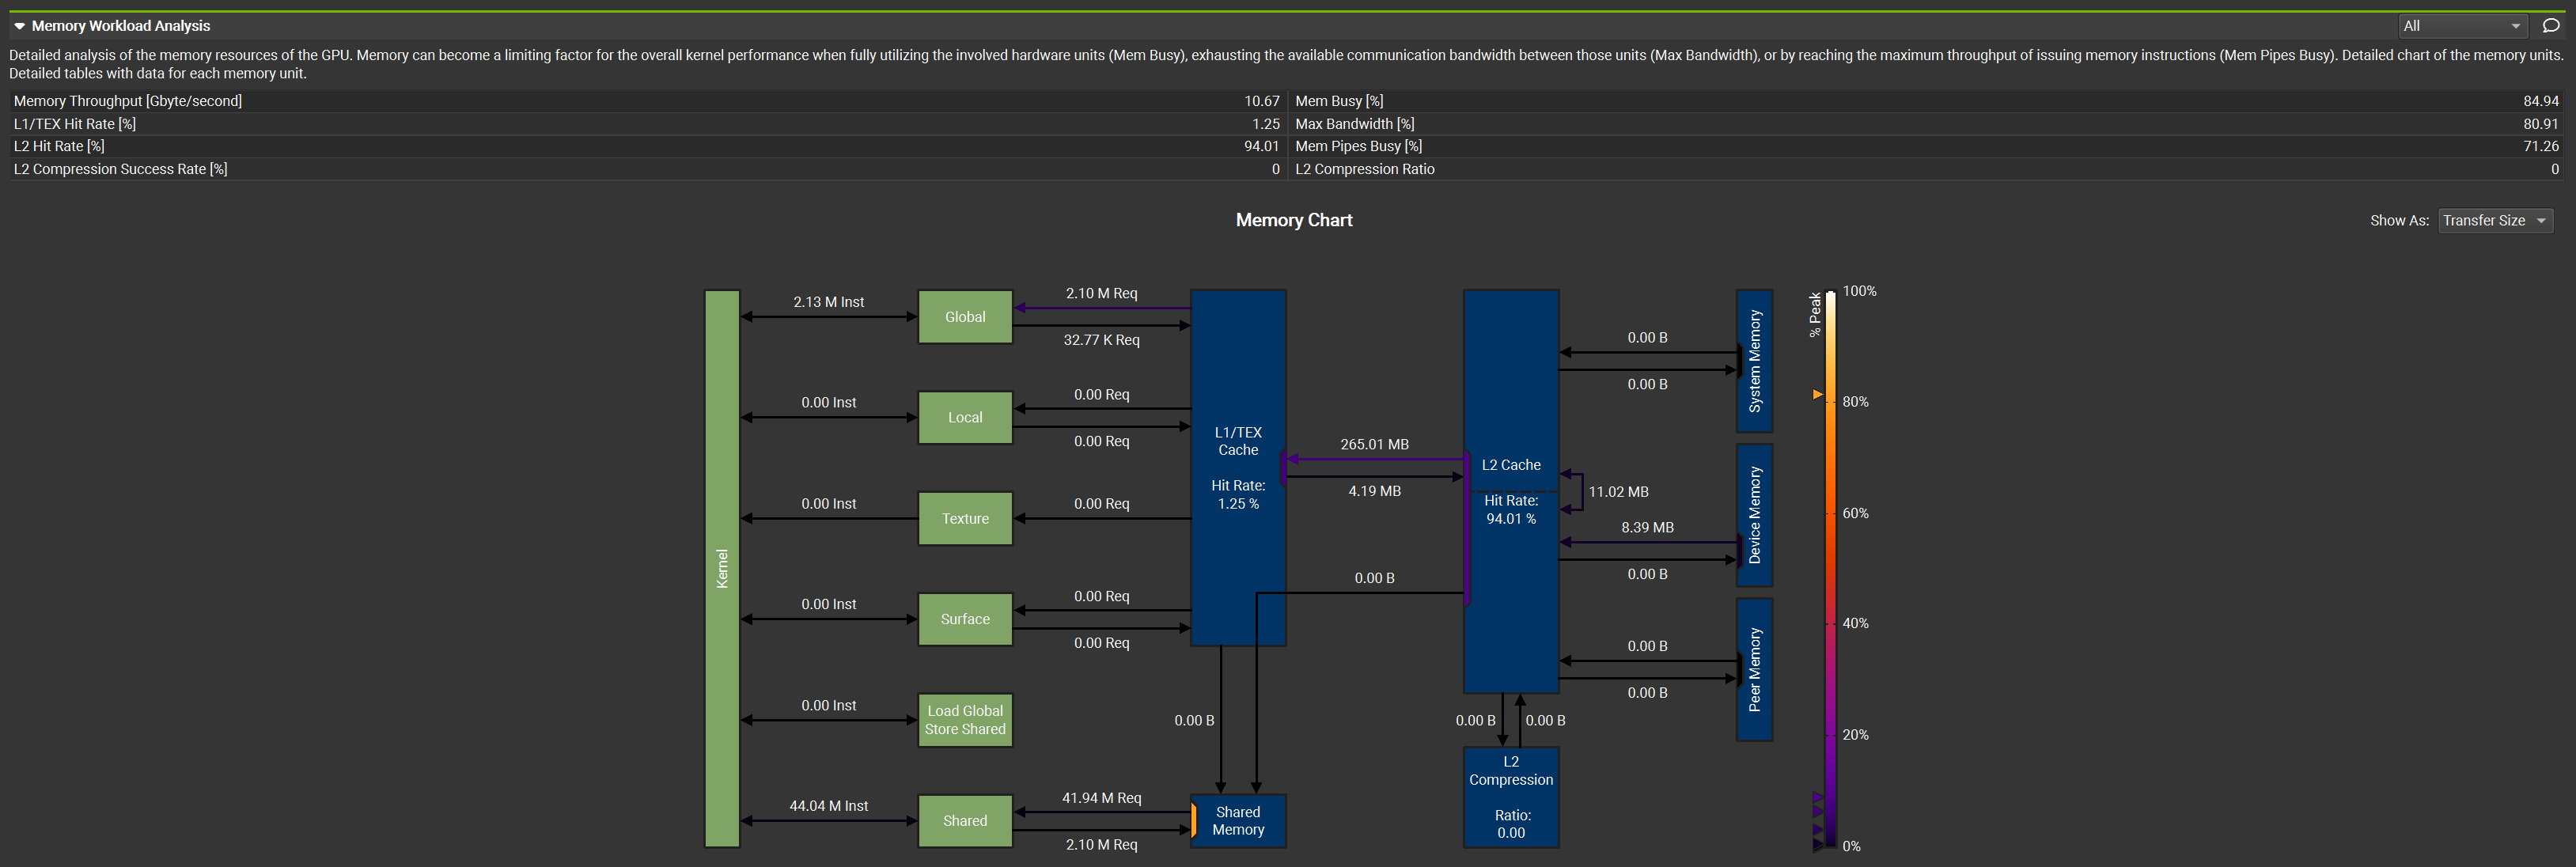 Memory Workload Analysis
All
Detailed analysis of the memory resources of the GPU. Memory can become a limiting factor for the overall kernel performance when fully utilizing the involved hardware units (Mem Busy), exhausting the available communication bandwidth between those units (Max Bandwidth), or by reaching the maximum throughput of issuing memory instructions (Mem Pipes Busy). Detailed chart of the memory units.
Detailed tables with data for each memory unit.
Memory Throughput [Gbyte/second] 10.67 Mem Busy [%] 84.94
L1/TEX Hit Rate [%] 1.25 Max Bandwidth [%] 80.91
L2 Hit Rate [%] 94.01 Mem Pipes Busy [%] 71.26
L2 Compression Success Rate [%] 0 L2 Compression Ratio 0
Memory Chart
Show As: Transfer Size
Kernel
2.13 M Inst
Global
2.10 M Req
32.77 K Req
0.00 Inst
Local
0.00 Req
0.00 Req
0.00 Inst
Texture
0.00 Req
0.00 Inst
Surface
0.00 Req
0.00 Req
0.00 Inst
Load Global
Store Shared
44.04 M Inst
Shared
41.94 M Req
2.10 M Req
L1/TEX
Cache
Hit Rate:
1.25 %
0.00 B
Shared
Memory
265.01 MB
4.19 MB
0.00 B
L2 Cache
Hit Rate:
94.01 %
11.02 MB
0.00 B
0.00 B
L2
Compression
Ratio:
0.00
0.00 B
0.00 B
System Memory
8.39 MB
0.00 B
Device Memory
0.00 B
0.00 B
Peer Memory
% Peak
100%
80%
60%
40%
20%
0%